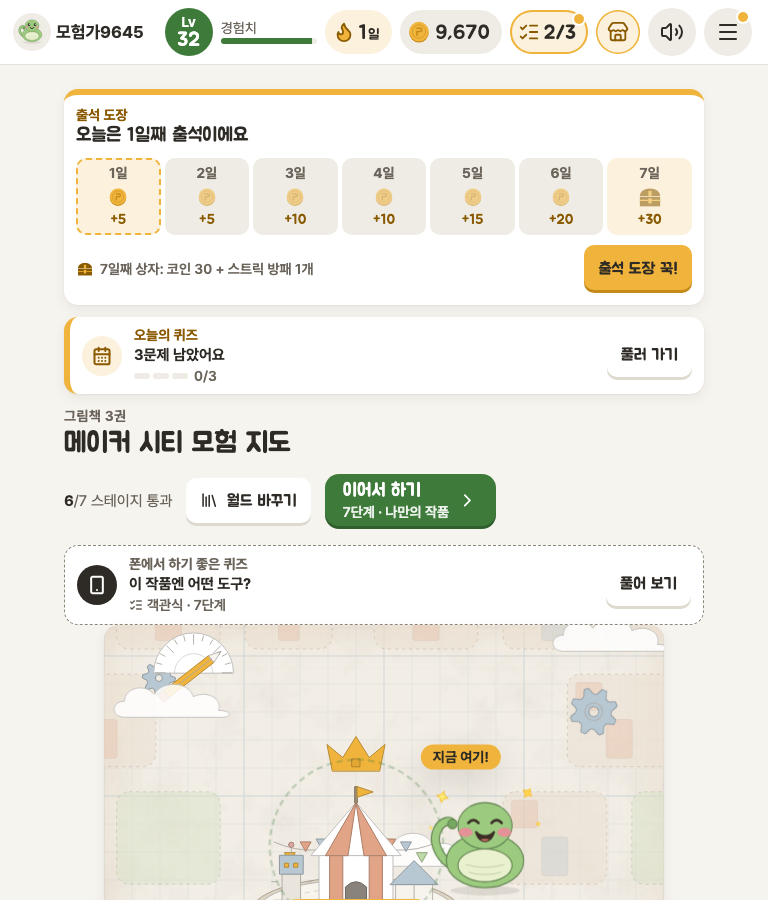 모험가9645
Lv
32
경험치
1일
9,670
2/3
출석 도장
오늘은 1일째 출석이에요
1일
2일
3일
4일
5일
6일
7일
+5
+5
+10
+10
+15
+20
+30
7일째 상자: 코인 30 + 스트릭 방패 1개
출석 도장 꾹!
오늘의 퀴즈
3문제 남았어요
0/3
풀러 가기
그림책 3권
메이커 시티 모험 지도
6/7 스테이지 통과
월드 바꾸기
이어서 하기
7단계 · 나만의 작품
폰에서 하기 좋은 퀴즈
이 작품엔 어떤 도구?
객관식 · 7단계
풀어 보기
지금 여기!